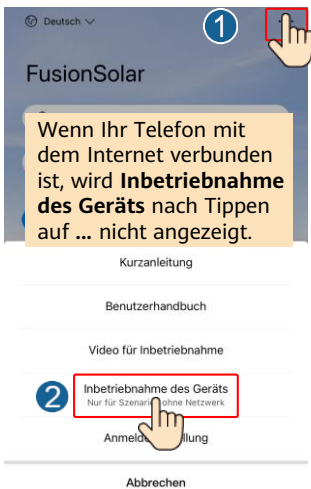 Deutsch
1
FusionSolar
Wenn Ihr Telefon mit
dem Internet verbunden
ist, wird Inbetriebnahme
des Geräts nach Tippen
auf ... nicht angezeigt.
Kurzanleitung
Benutzerhandbuch
Video für Inbetriebnahme
2
Inbetriebnahme des Geräts
Nur für Szenarien ohne Netzwerk
Abbrechen